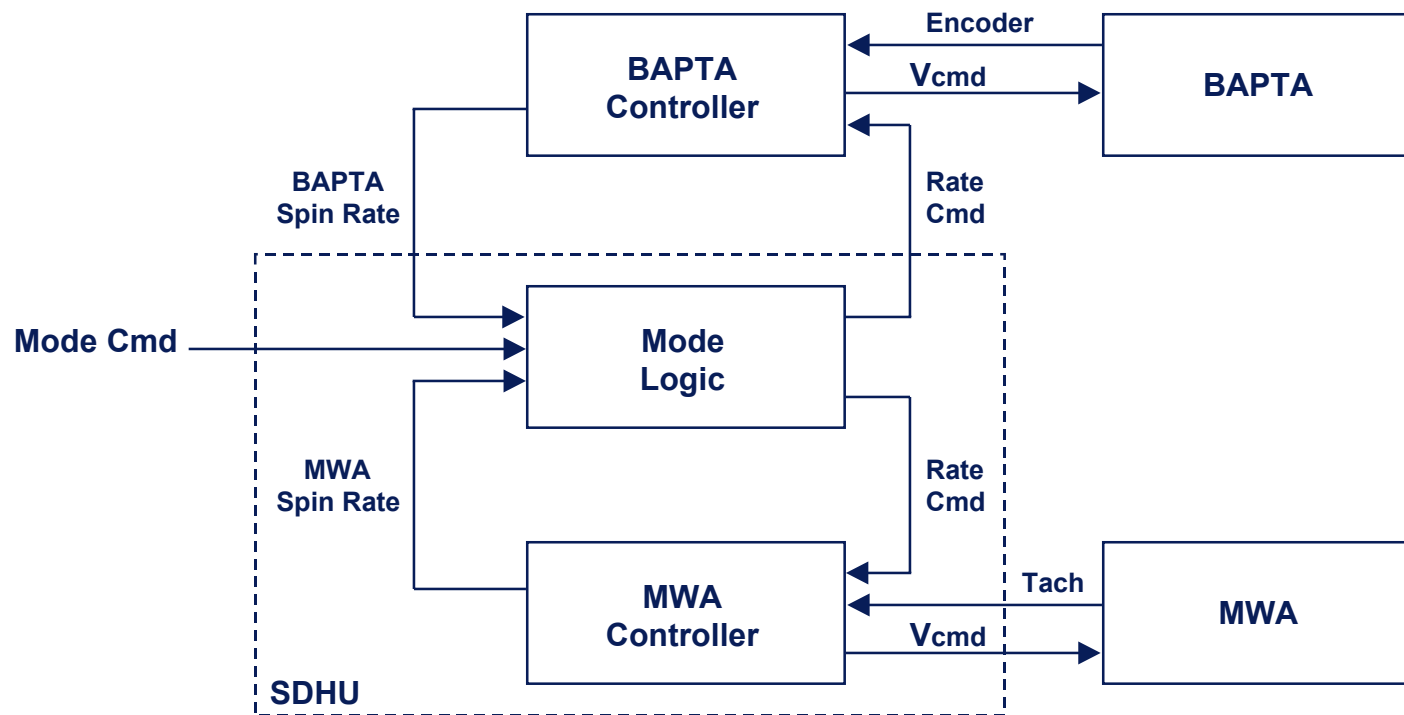 Encoder
BAPTA
Controller
Vcmd
BAPTA
BAPTA
Spin Rate
Rate
Cmd
Mode Cmd
Mode
Logic
MWA
Spin Rate
Rate
Cmd
Tach
MWA
Controller
Vcmd
MWA
SDHU